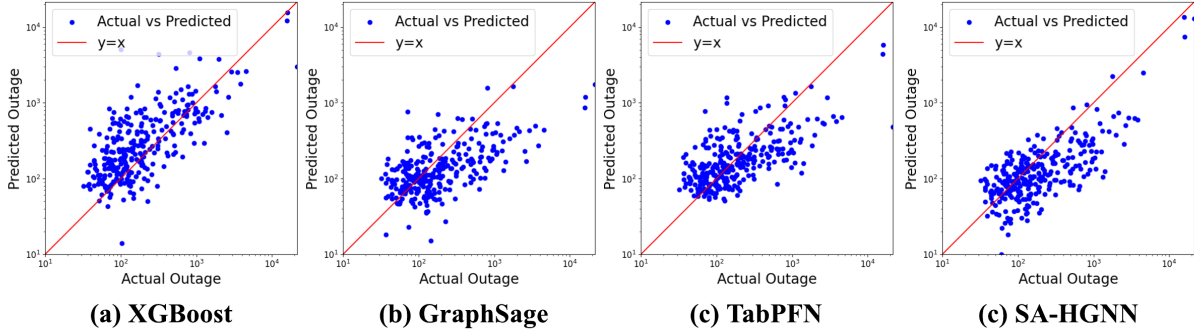 Actual vs Predicted
y=x
Predicted Outage
10^4
10^3
10^2
10^1
10^1 10^2 10^3 10^4
Actual Outage
(a) XGBoost
Actual vs Predicted
y=x
Predicted Outage
10^4
10^3
10^2
10^1
10^1 10^2 10^3 10^4
Actual Outage
(b) GraphSage
Actual vs Predicted
y=x
Predicted Outage
10^4
10^3
10^2
10^1
10^1 10^2 10^3 10^4
Actual Outage
(c) TabPFN
Actual vs Predicted
y=x
Predicted Outage
10^4
10^3
10^2
10^1
10^1 10^2 10^3 10^4
Actual Outage
(c) SA-HGNN